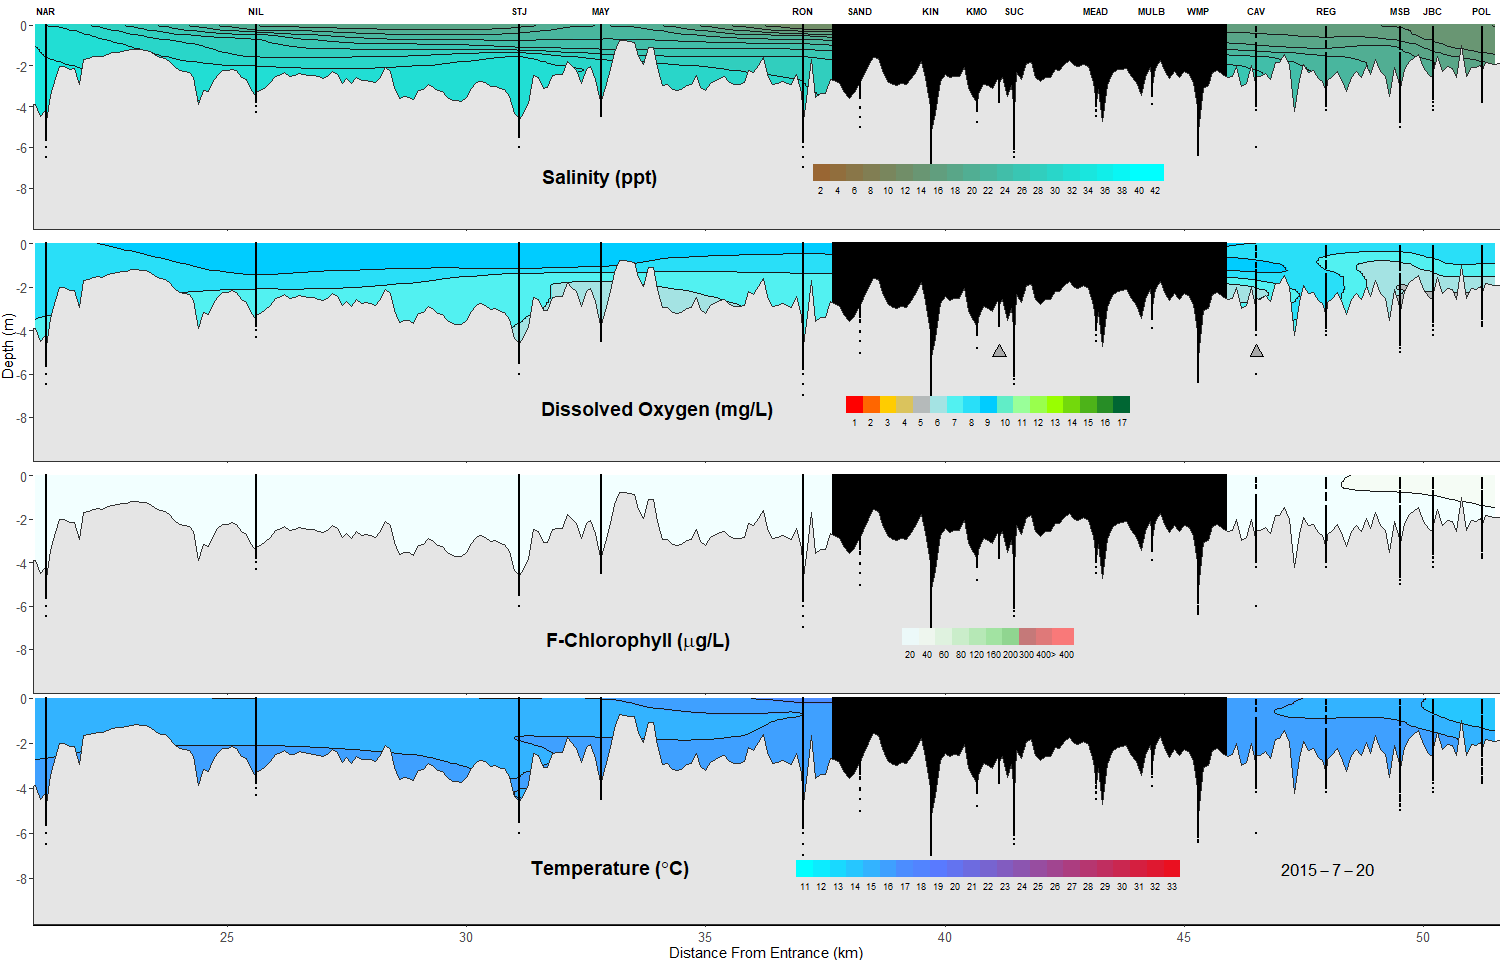 NAR NIL STJ MAY RON SAND KIN KMO SUC MEAD MULB WMP CAV REG MSB JBC POL
0
-2
-4
-6
-8
Salinity (ppt)
2 4 6 8 10 12 14 16 18 20 22 24 26 28 30 32 34 36 38 40 42
0
-2
-4
-6
-8
Depth (m)
Dissolved Oxygen (mg/L)
1 2 3 4 5 6 7 8 9 10 11 12 13 14 15 16 17
0
-2
-4
-6
-8
F-Chlorophyll (μg/L)
20 40 60 80 120 160 200 300 400> 400
0
-2
-4
-6
-8
Temperature (°C)
11 12 13 14 15 16 17 18 19 20 21 22 23 24 25 26 27 28 29 30 31 32 33
2015 – 7 – 20
25 30 35 40 45 50
Distance From Entrance (km)